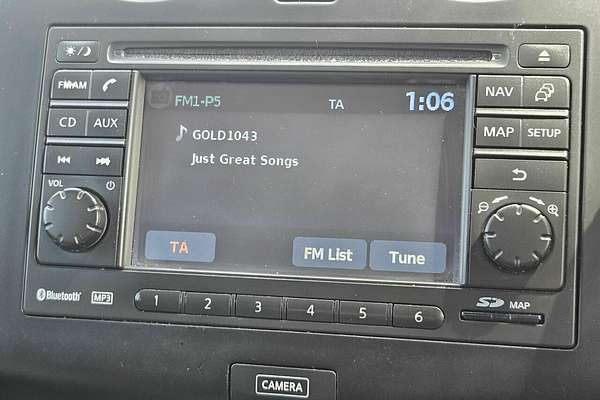 FM·AM
NAV
FM1-P5 TA 1:06
CD AUX
GOLD1043
MAP SETUP
Just Great Songs
VOL
TA FM List Tune
Bluetooth MP3 1 2 3 4 5 6 SD MAP
CAMERA